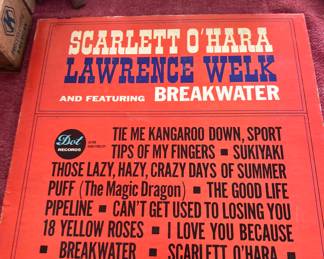 SCARLETT O'HARA
LAWRENCE WELK
AND FEATURING BREAKWATER
Dot
RECORDS
TIE ME KANGAROO DOWN, SPORT
TIPS OF MY FINGERS ■ SUKIYAKI
THOSE LAZY, HAZY, CRAZY DAYS OF SUMMER
PUFF (The Magic Dragon) ■ THE GOOD LIFE
PIPELINE ■ CAN'T GET USED TO LOSING YOU
18 YELLOW ROSES ■ I LOVE YOU BECAUSE
■ BREAKWATER ■ SCARLETT O'HARA ■